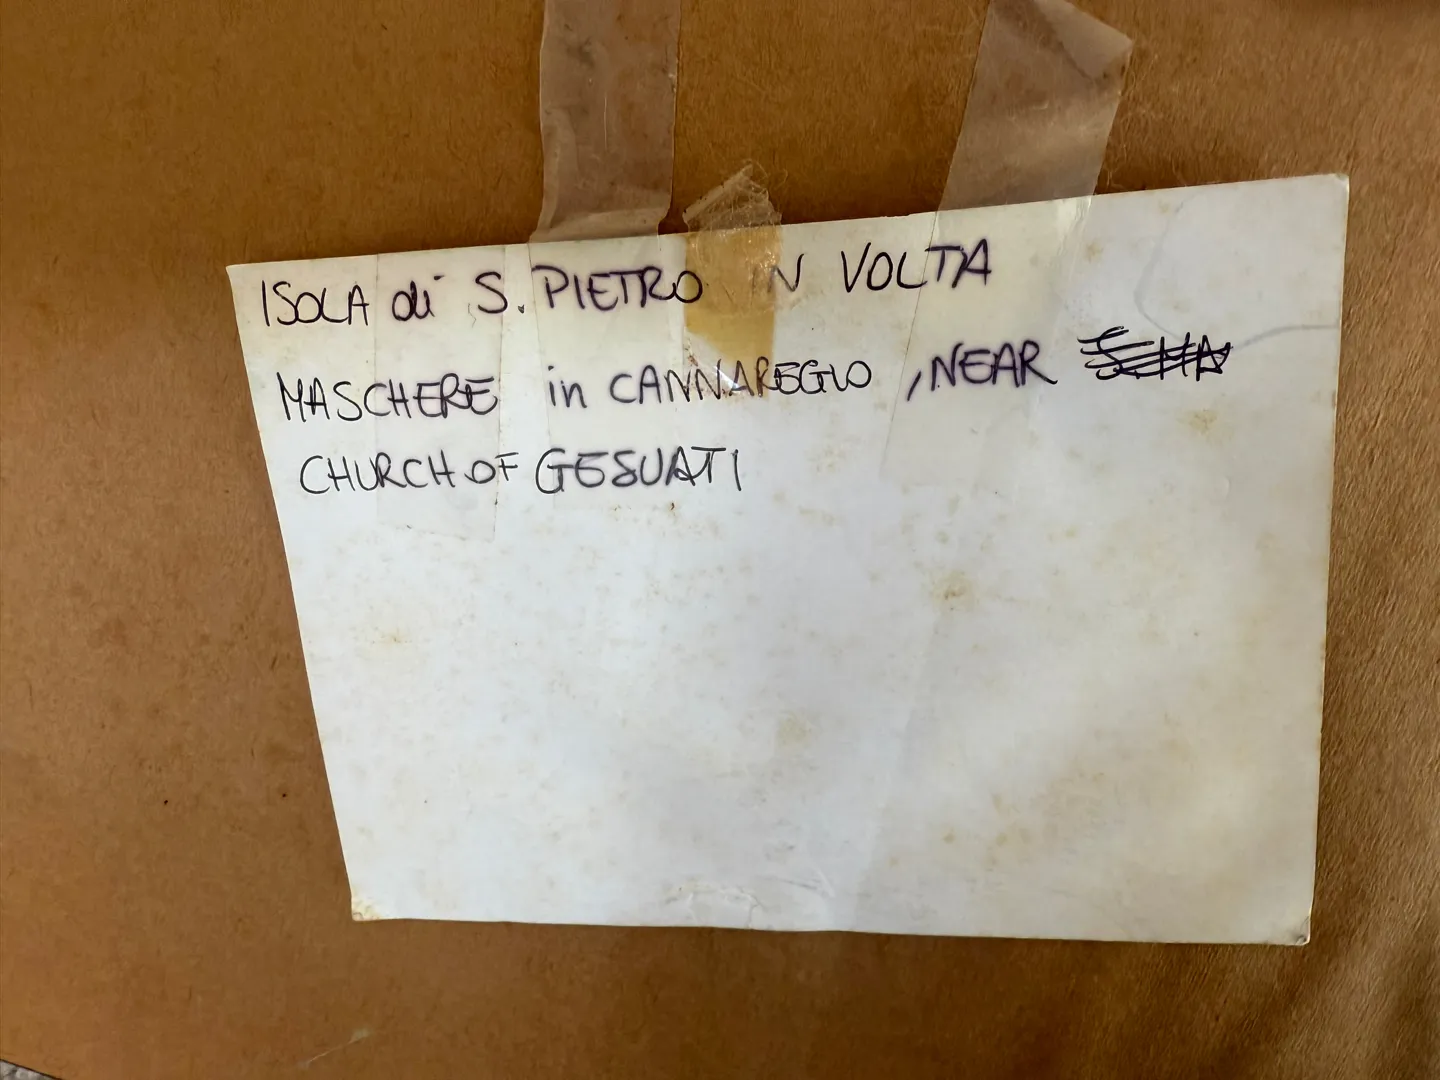 ISOLA di S. PIETRO IN VOLTA
MASCHERE in CANNAREGIO, NEAR
CHURCH OF GESUATI